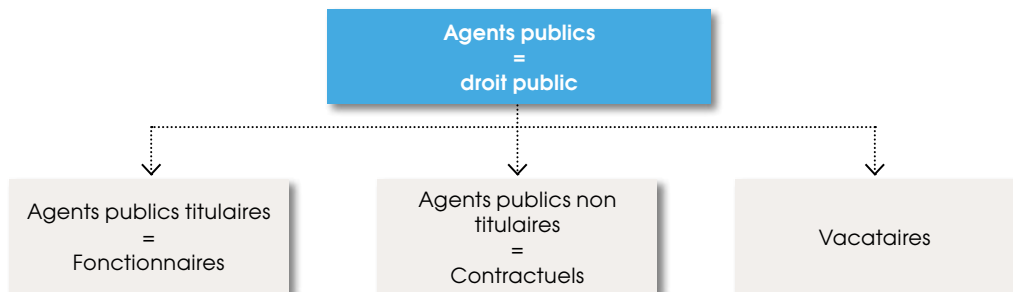 Agents publics
=
droit public
Agents publics titulaires
=
Fonctionnaires
Agents publics non
titulaires
=
Contractuels
Vacataires